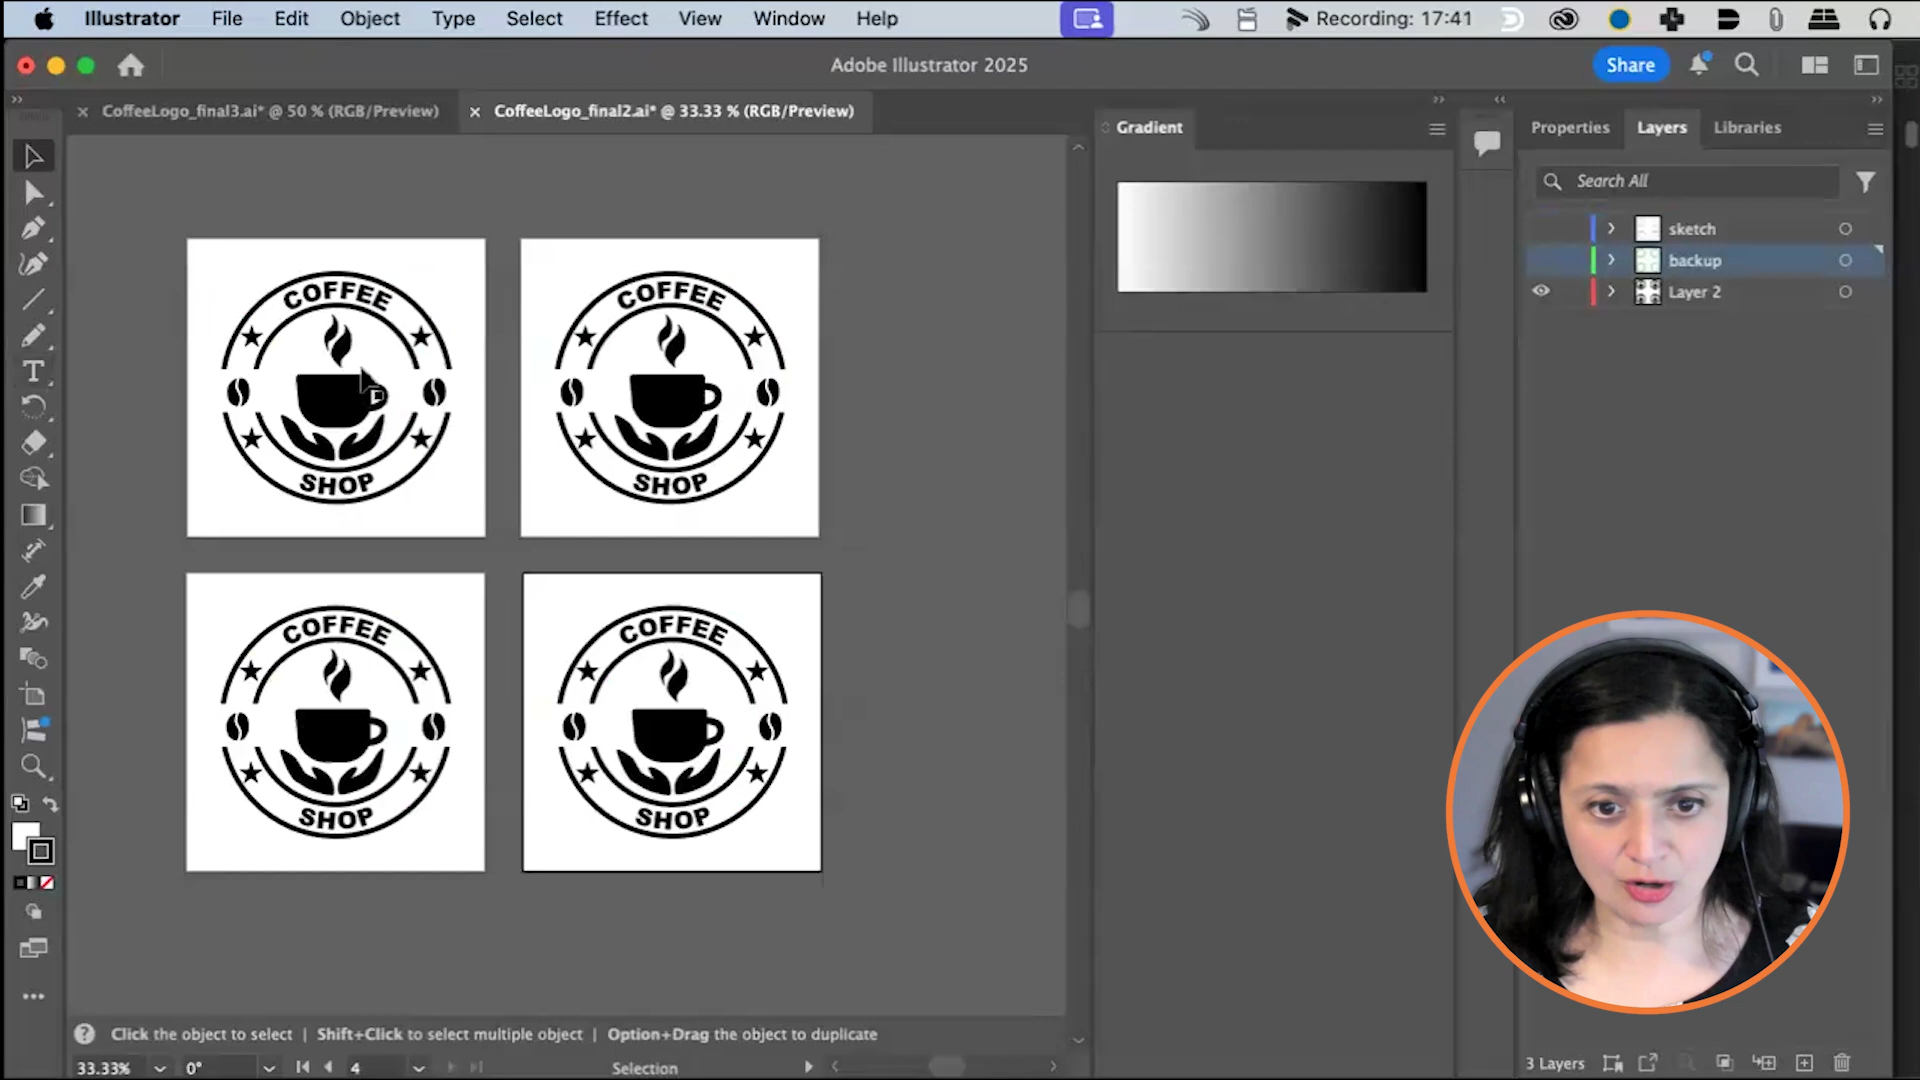 Illustrator File Edit Object Type Select Effect View Window Help Recording: 17:41
Adobe Illustrator 2025 Share
CoffeeLogo_final3.ai* @ 50 % (RGB/Preview) CoffeeLogo_final2.ai* @ 33.33 % (RGB/Preview)
Gradient
Properties Layers Libraries
Search All
sketch
backup
Layer 2
COFFEE COFFEE
SHOP SHOP
COFFEE COFFEE
SHOP SHOP
Click the object to select | Shift+Click to select multiple object | Option+Drag the object to duplicate
33.33% 0° 4 Selection
3 Layers